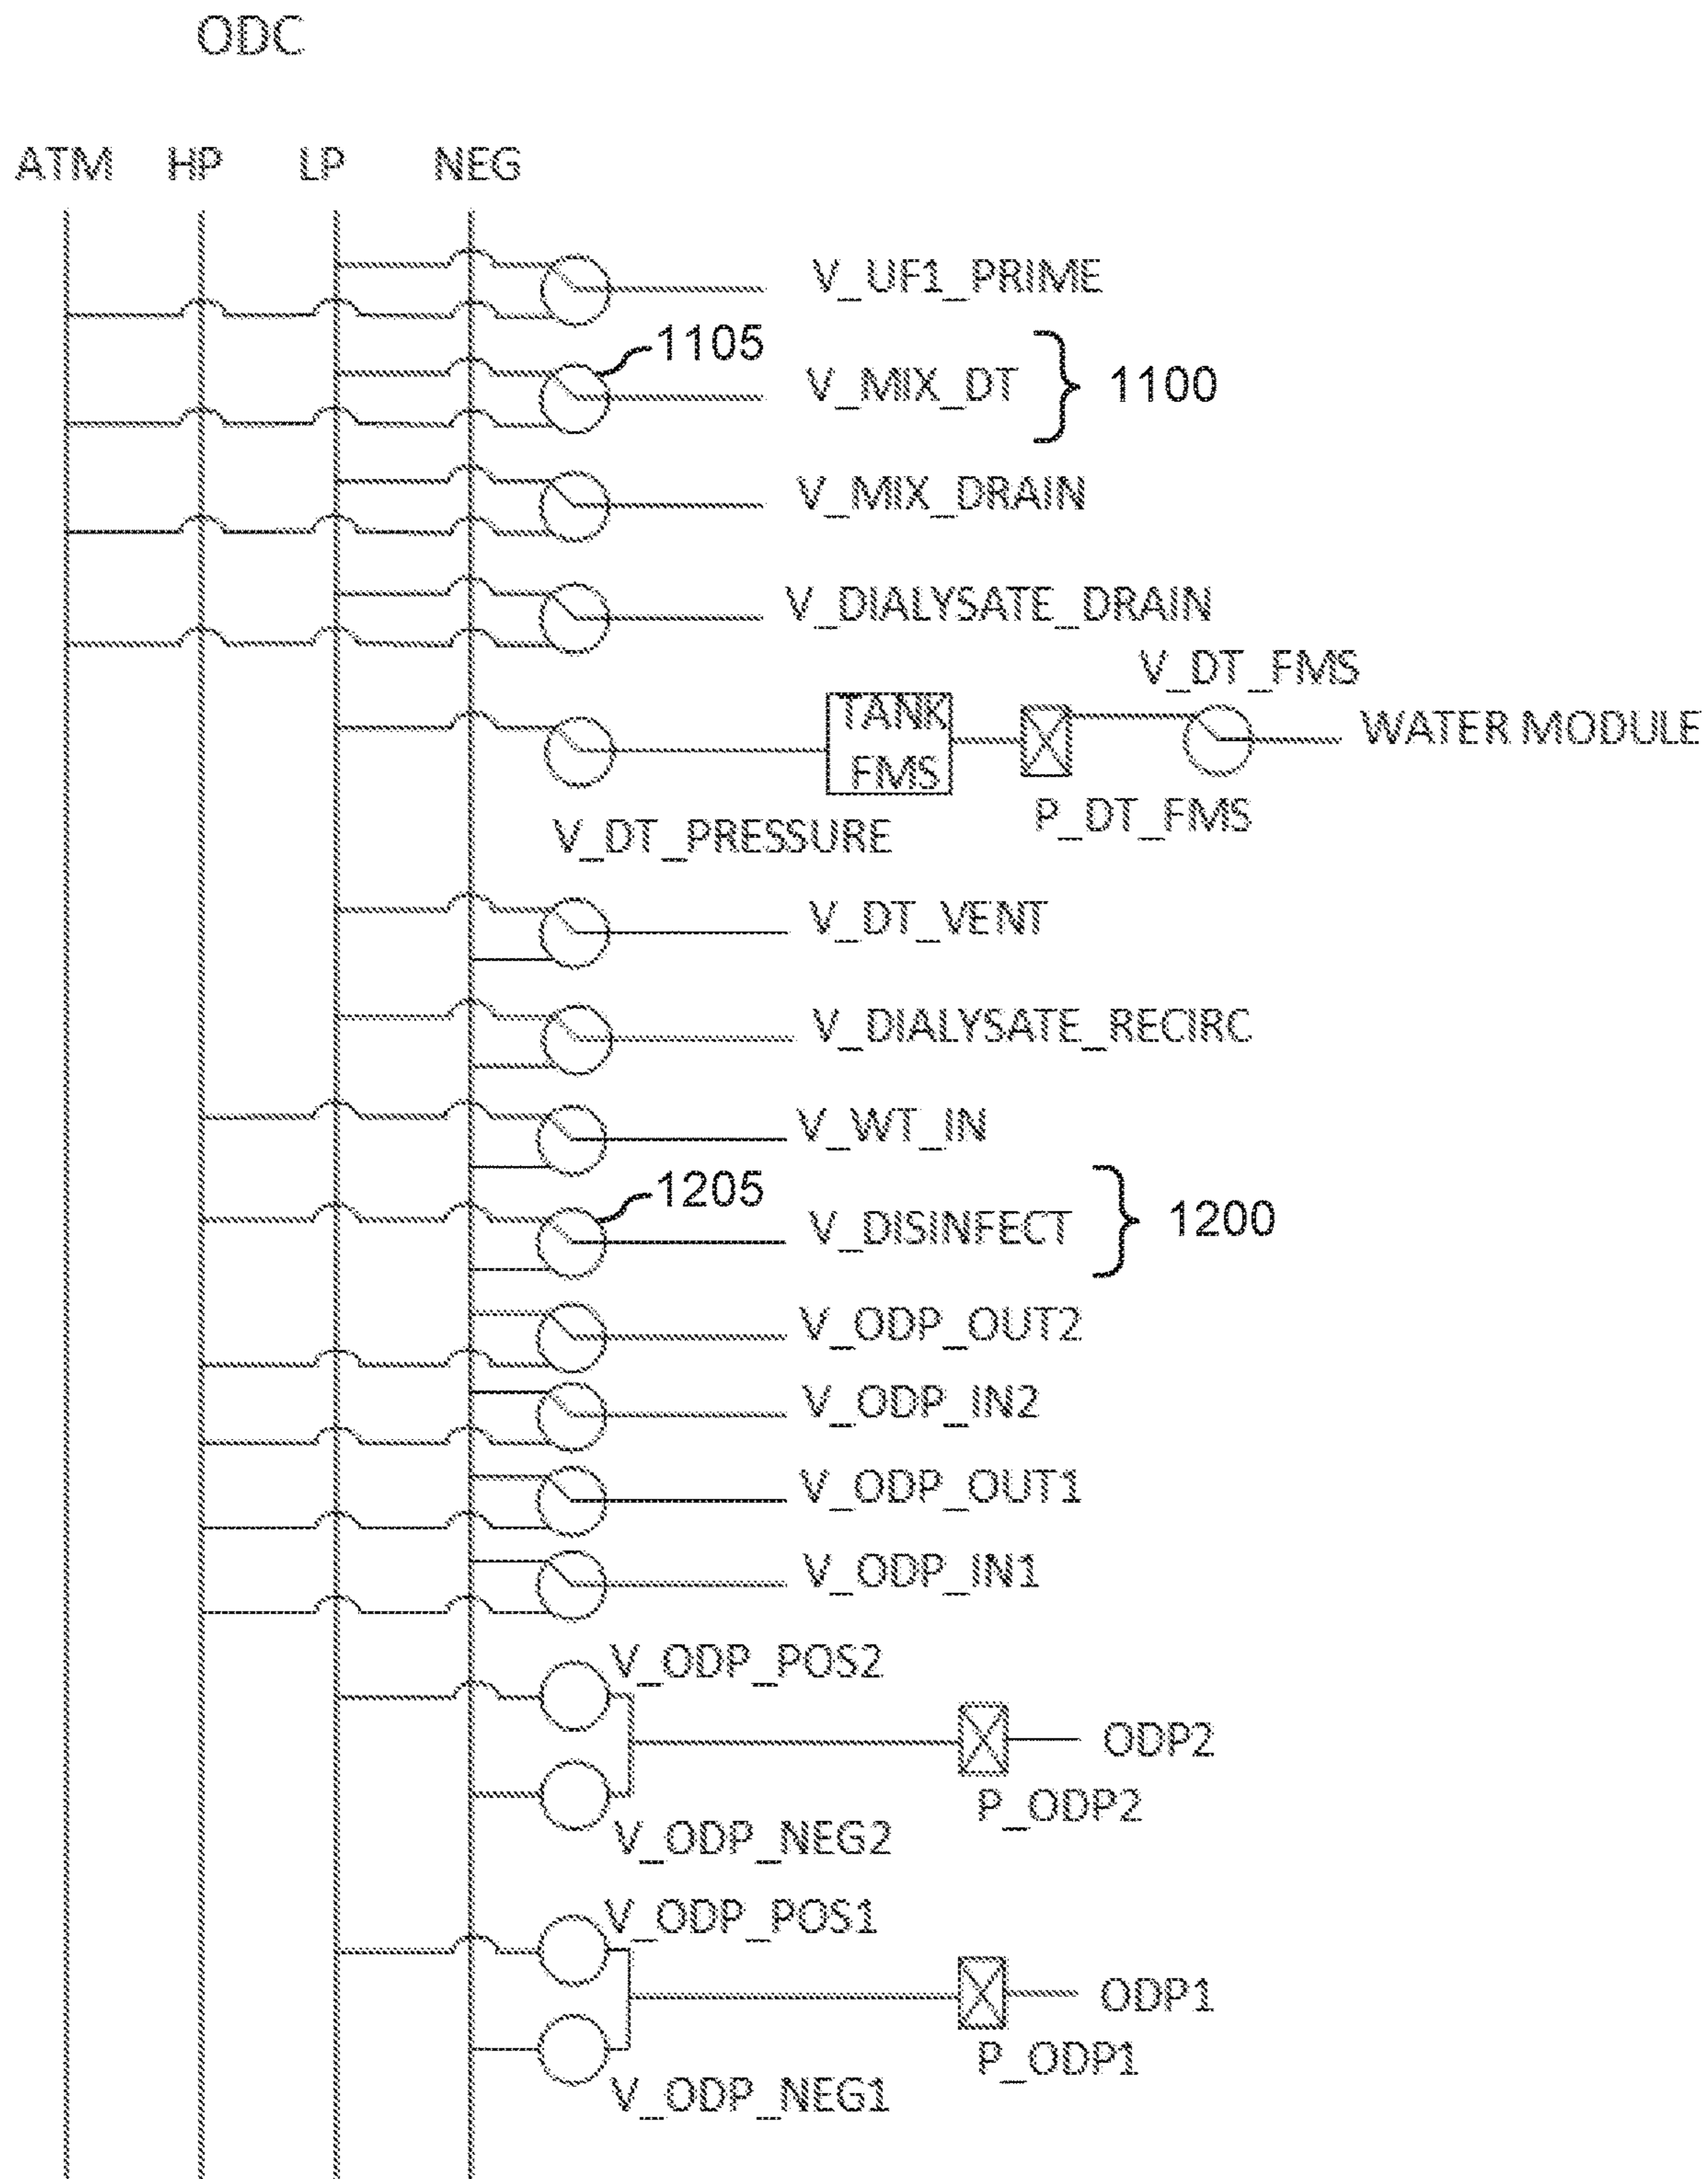 ODC
ATM HP LP NEG
V_UF1_PRIME
1105
V_MIX_DT 1100
V_MIX_DRAIN
V_DIALYSATE_DRAIN
V_DT_FMS
TANK FMS
WATER MODULE
P_DT_FMS
V_DT_PRESSURE
V_DT_VENT
V_DIALYSATE_RECIRC
V_WT_IN
1205
V_DISINFECT 1200
V_ODP_OUT2
V_ODP_IN2
V_ODP_OUT1
V_ODP_IN1
V_ODP_POS2
ODP2
P_ODP2
V_ODP_NEG2
V_ODP_POS1
ODP1
P_ODP1
V_ODP_NEG1